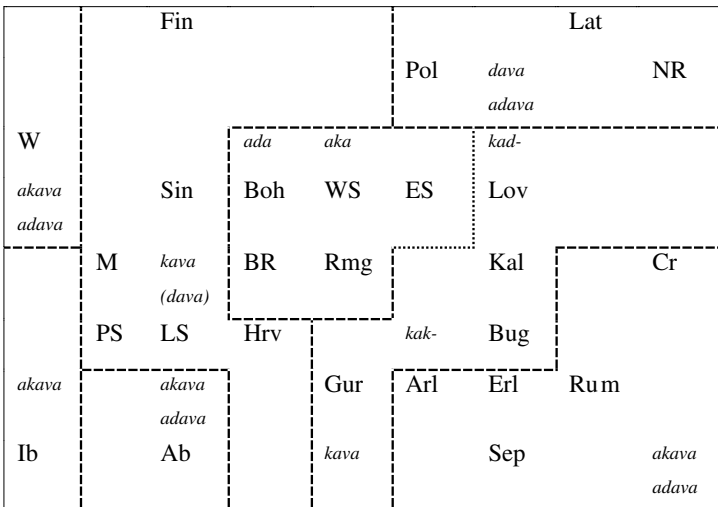 Fin Lat
Pol dava NR
adava
W ada aka kad-
akava Sin Boh WS ES Lov
adava
M kava BR Rmg Kal Cr
(dava)
PS LS Hrv kak- Bug
akava akava Gur Arl Erl Rum
adava
Ib Ab kava Sep akava
adava